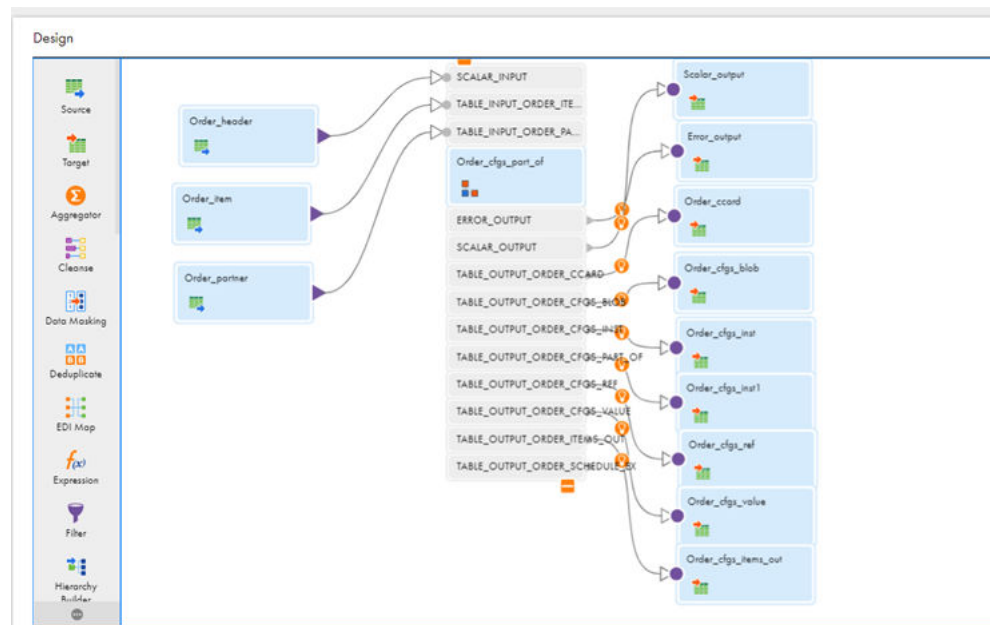 Design
Source
Target
Aggregator
Cleanse
Data Masking
Deduplicate
EDI Map
Expression
Filter
Hierarchy
Builder
Order_header
Order_item
Order_partner
SCALAR_INPUT
TABLE_INPUT_ORDER_ITE...
TABLE_INPUT_ORDER_PA...
Order_cfgs_part_of
ERROR_OUTPUT
SCALAR_OUTPUT
TABLE_OUTPUT_ORDER_CCARD
TABLE_OUTPUT_ORDER_CFGS_BLOB
TABLE_OUTPUT_ORDER_CFGS_INST
TABLE_OUTPUT_ORDER_CFGS_PART_OF
TABLE_OUTPUT_ORDER_CFGS_REF
TABLE_OUTPUT_ORDER_CFGS_VALUE
TABLE_OUTPUT_ORDER_ITEMS_OUT
TABLE_OUTPUT_ORDER_SCHEDULE_EX
Scalar_output
Error_output
Order_ccard
Order_cfgs_blob
Order_cfgs_inst
Order_cfgs_inst1
Order_cfgs_ref
Order_cfgs_value
Order_cfgs_items_out